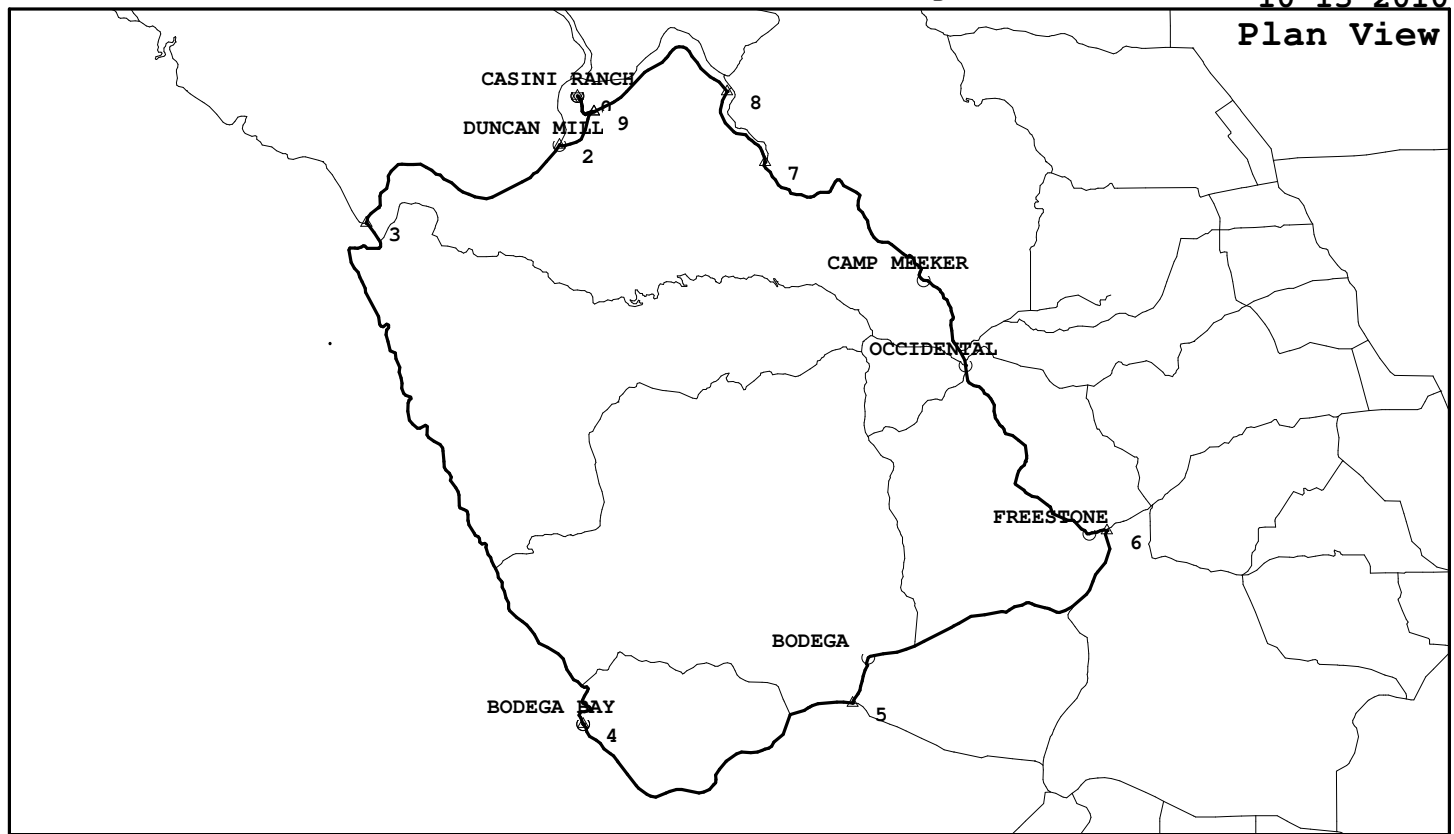 10 15 2010
Plan View
CASINI RANCH
8
9
DUNCAN MILL
2
7
3
CAMP MEEKER
OCCIDENTAL
FREESTONE
6
BODEGA
BODEGA BAY
5
4